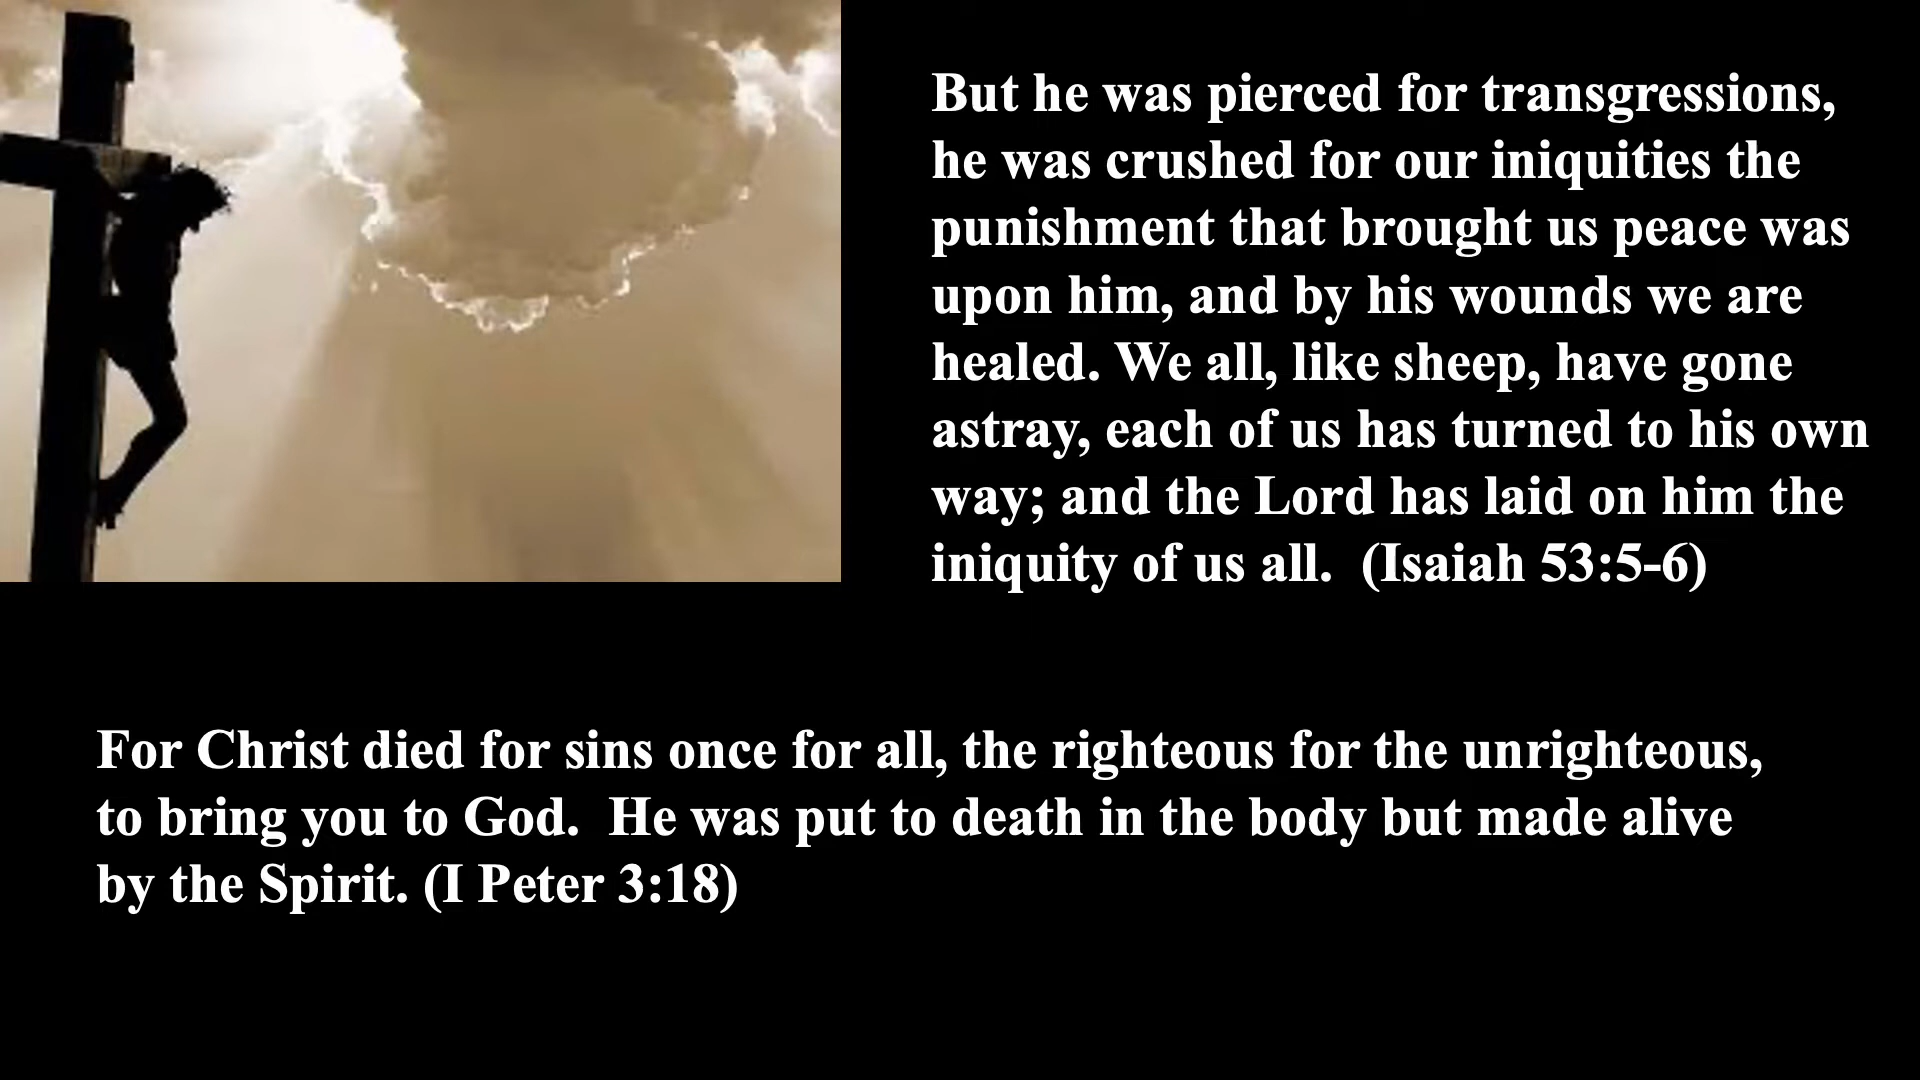 But he was pierced for transgressions,
he was crushed for our iniquities the
punishment that brought us peace was
upon him, and by his wounds we are
healed. We all, like sheep, have gone
astray, each of us has turned to his own
way; and the Lord has laid on him the
iniquity of us all.  (Isaiah 53:5-6)
For Christ died for sins once for all, the righteous for the unrighteous,
to bring you to God.  He was put to death in the body but made alive
by the Spirit. (I Peter 3:18)